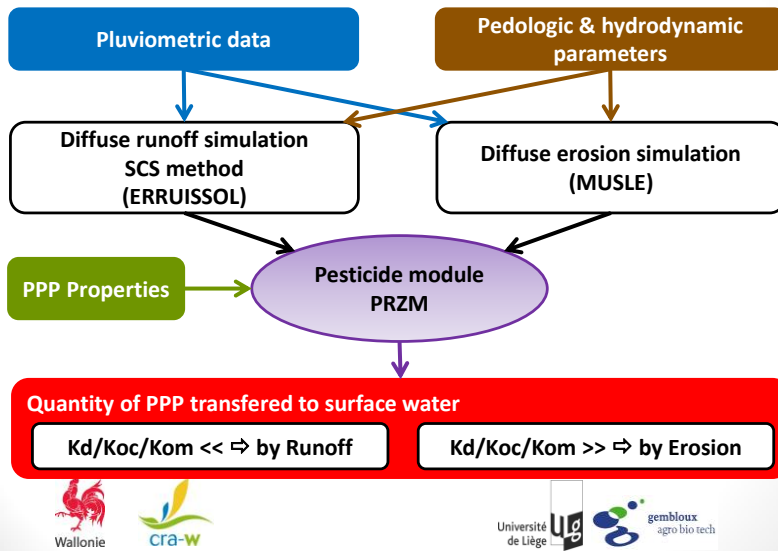 Pluviometric data
Pedologic & hydrodynamic
parameters
Diffuse runoff simulation
SCS method
(ERRUISSOL)
Diffuse erosion simulation
(MUSLE)
PPP Properties
Pesticide module
PRZM
Quantity of PPP transfered to surface water
Kd/Koc/Kom << ⇨ by Runoff
Kd/Koc/Kom >> ⇨ by Erosion
Wallonie
cra-w
Université
de Liège
ulg
gembloux
agro bio tech